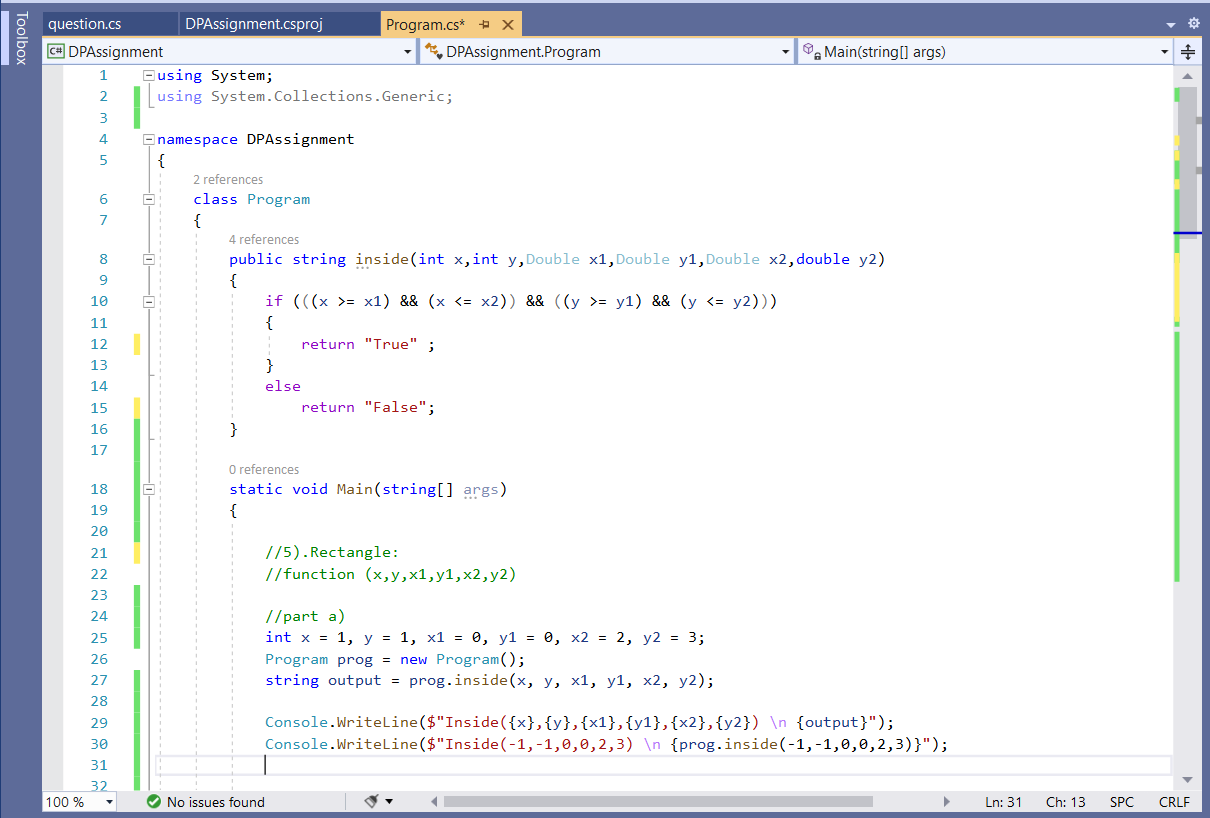 question.cs DPAssignment.csproj Program.cs*
Toolbox
C# DPAssignment DPAssignment.Program Main(string[] args)
1 using System;
2 using System.Collections.Generic;
3
4 namespace DPAssignment
5 {
2 references
6 class Program
7 {
4 references
8 public string inside(int x,int y,Double x1,Double y1,Double x2,double y2)
9 {
10 if (((x >= x1) && (x <= x2)) && ((y >= y1) && (y <= y2)))
11 {
12 return "True" ;
13 }
14 else
15 return "False";
16 }
17
0 references
18 static void Main(string[] args)
19 {
20
21 //5).Rectangle:
22 //function (x,y,x1,y1,x2,y2)
23
24 //part a)
25 int x = 1, y = 1, x1 = 0, y1 = 0, x2 = 2, y2 = 3;
26 Program prog = new Program();
27 string output = prog.inside(x, y, x1, y1, x2, y2);
28
29 Console.WriteLine($"Inside({x},{y},{x1},{y1},{x2},{y2}) \n {output}");
30 Console.WriteLine($"Inside(-1,-1,0,0,2,3) \n {prog.inside(-1,-1,0,0,2,3)}");
31
32
100 % No issues found Ln: 31 Ch: 13 SPC CRLF